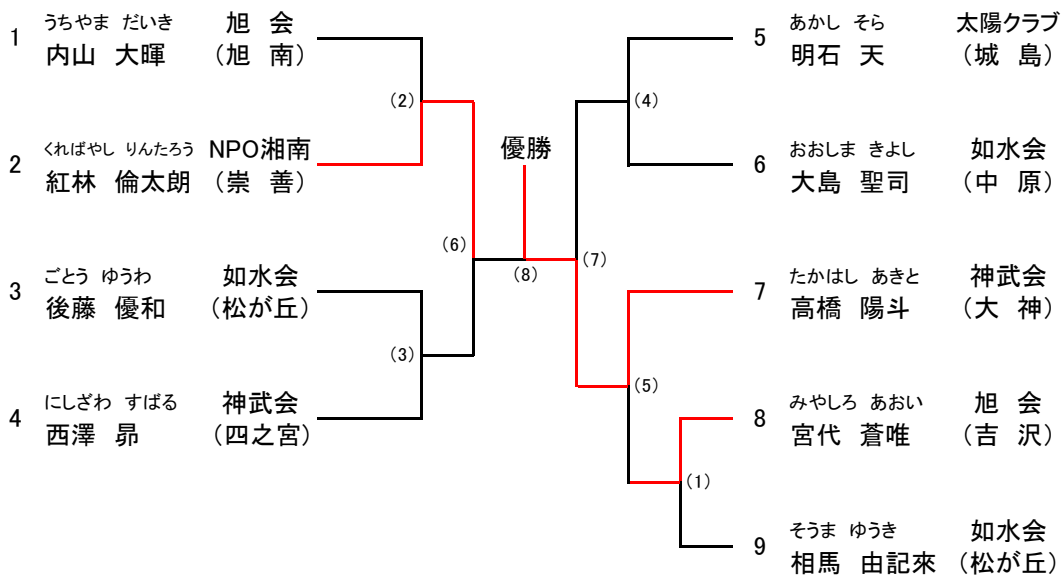 うちやま だいき 旭 会
1 内山 大暉 (旭 南)
くればやし りんたろう NPO湘南
2 紅林 倫太朗 (崇 善)
ごとう ゆうわ 如水会
3 後藤 優和 (松が丘)
にしざわ すばる 神武会
4 西澤 昴 (四之宮)
(2)
(6)
(3)
優勝
(8)
(7)
(4)
(5)
(1)
あかし そら 太陽クラブ
5 明石 天 (城 島)
おおしま きよし 如水会
6 大島 聖司 (中 原)
たかはし あきと 神武会
7 高橋 陽斗 (大 神)
みやしろ あおい 旭 会
8 宮代 蒼唯 (吉 沢)
そうま ゆうき 如水会
9 相馬 由記來 (松が丘)